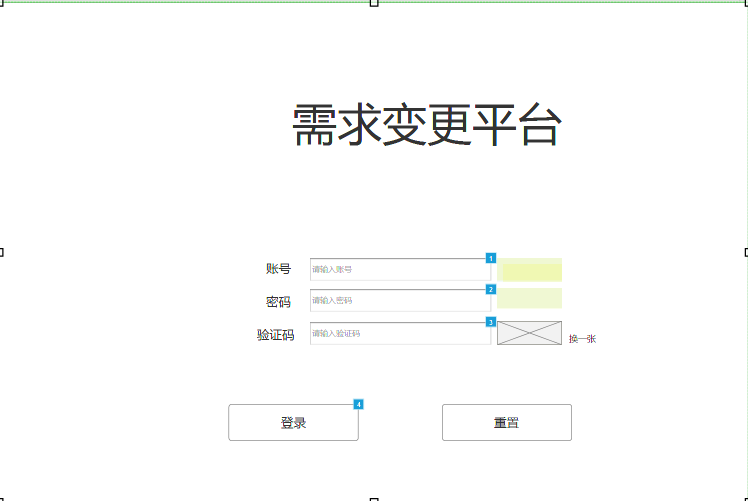 需求变更平台
账号 请输入账号 1
密码 请输入密码 2
验证码 请输入验证码 3 换一张
登录 4 重置